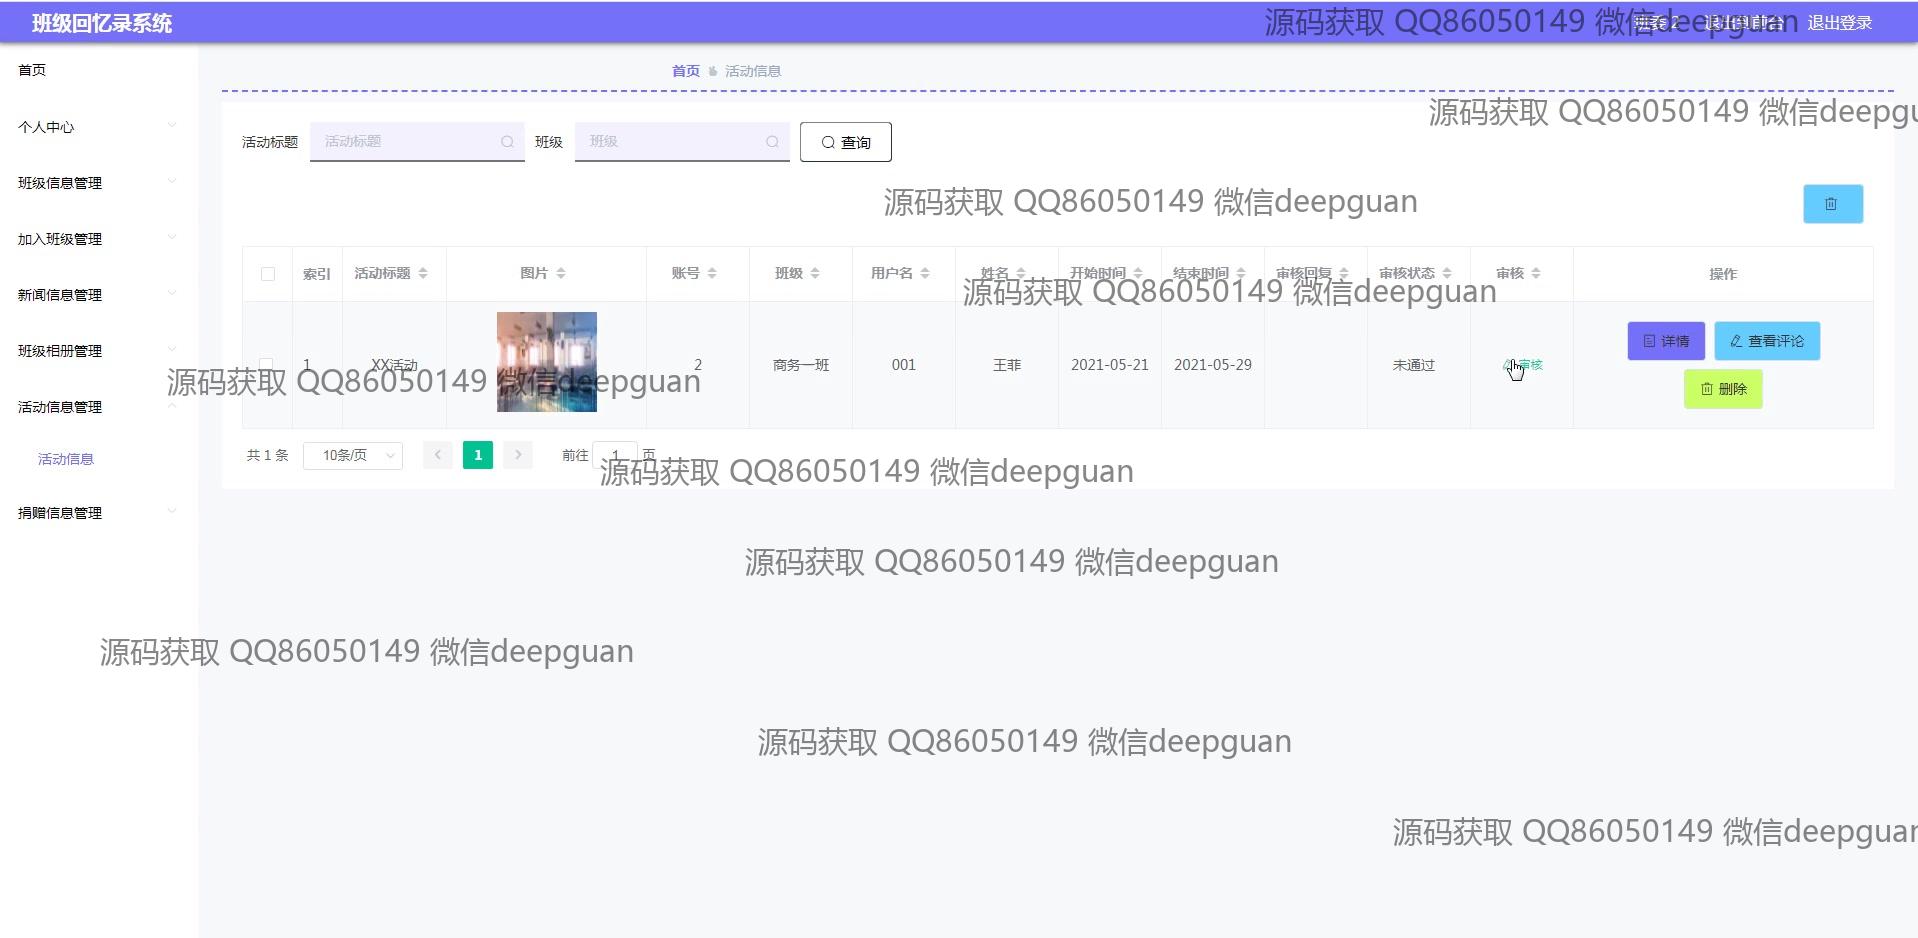 班级回忆录系统
源码获取 QQ86050149 微信deepguan
班委 2 退出到前台 退出登录
首页
首页 活动信息
个人中心
源码获取 QQ86050149 微信deepgu
活动标题 活动标题 班级 班级 查询
班级信息管理
源码获取 QQ86050149 微信deepguan
加入班级管理
索引 活动标题 图片 账号 班级 用户名 姓名 开始时间 结束时间 审核回复 审核状态 审核 操作
源码获取 QQ86050149 微信deepguan
新闻信息管理
详情 查看评论
班级相册管理
1 XX活动 2 商务一班 001 王菲 2021-05-21 2021-05-29 未通过 审核
源码获取 QQ86050149 微信deepguan
删除
活动信息管理
共 1 条 10条/页 1 前往 1 页
活动信息
源码获取 QQ86050149 微信deepguan
捐赠信息管理
源码获取 QQ86050149 微信deepguan
源码获取 QQ86050149 微信deepguan
源码获取 QQ86050149 微信deepguan
源码获取 QQ86050149 微信deepguan